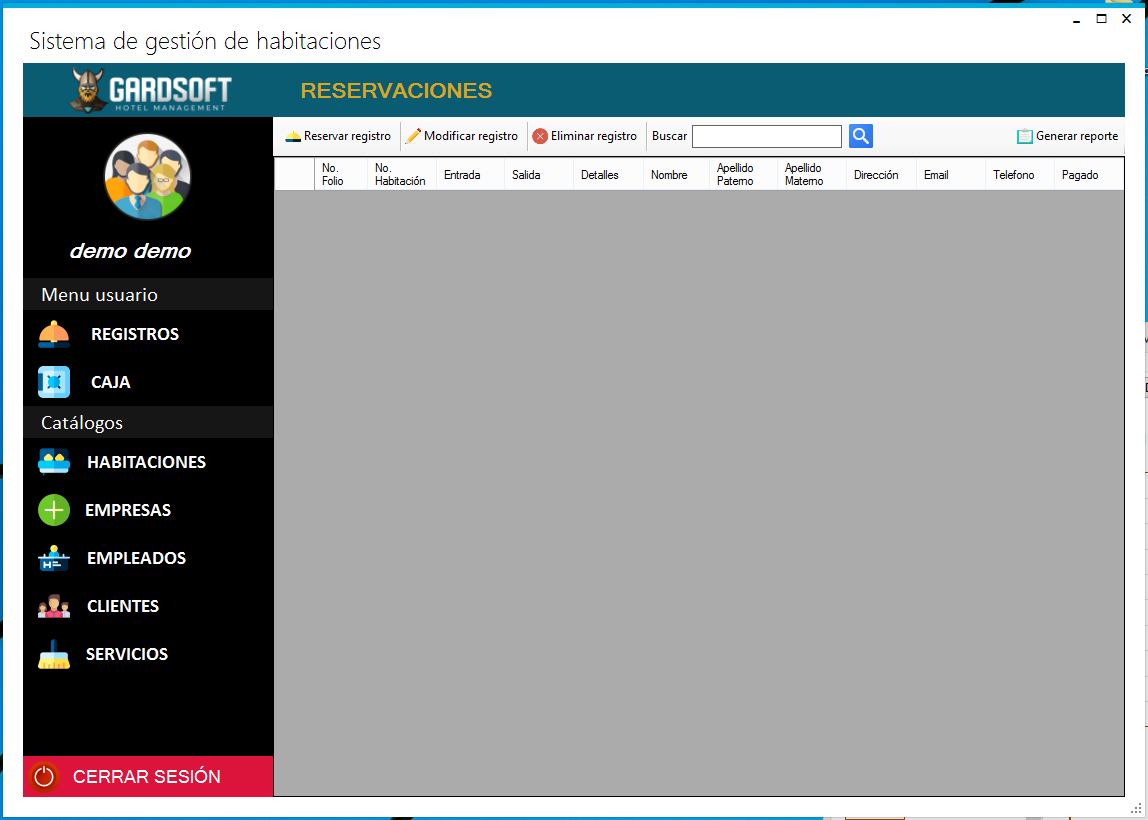 Sistema de gestión de habitaciones
GARDSOFT
HOTEL MANAGEMENT
RESERVACIONES
Reservar registro
Modificar registro
Eliminar registro
Buscar
Generar reporte
No. Folio
No. Habitación
Entrada
Salida
Detalles
Nombre
Apellido Paterno
Apellido Materno
Dirección
Email
Telefono
Pagado
demo demo
Menu usuario
REGISTROS
CAJA
Catálogos
HABITACIONES
EMPRESAS
EMPLEADOS
CLIENTES
SERVICIOS
CERRAR SESIÓN